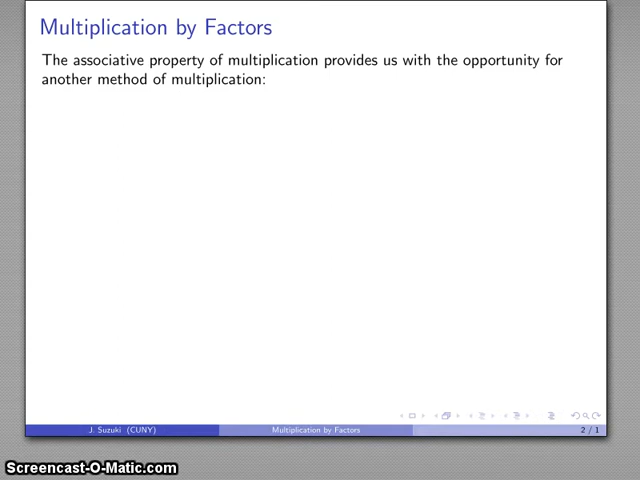 Multiplication by Factors
The associative property of multiplication provides us with the opportunity for
another method of multiplication:
J. Suzuki (CUNY)
Multiplication by Factors
2 / 1
Screencast-O-Matic.com